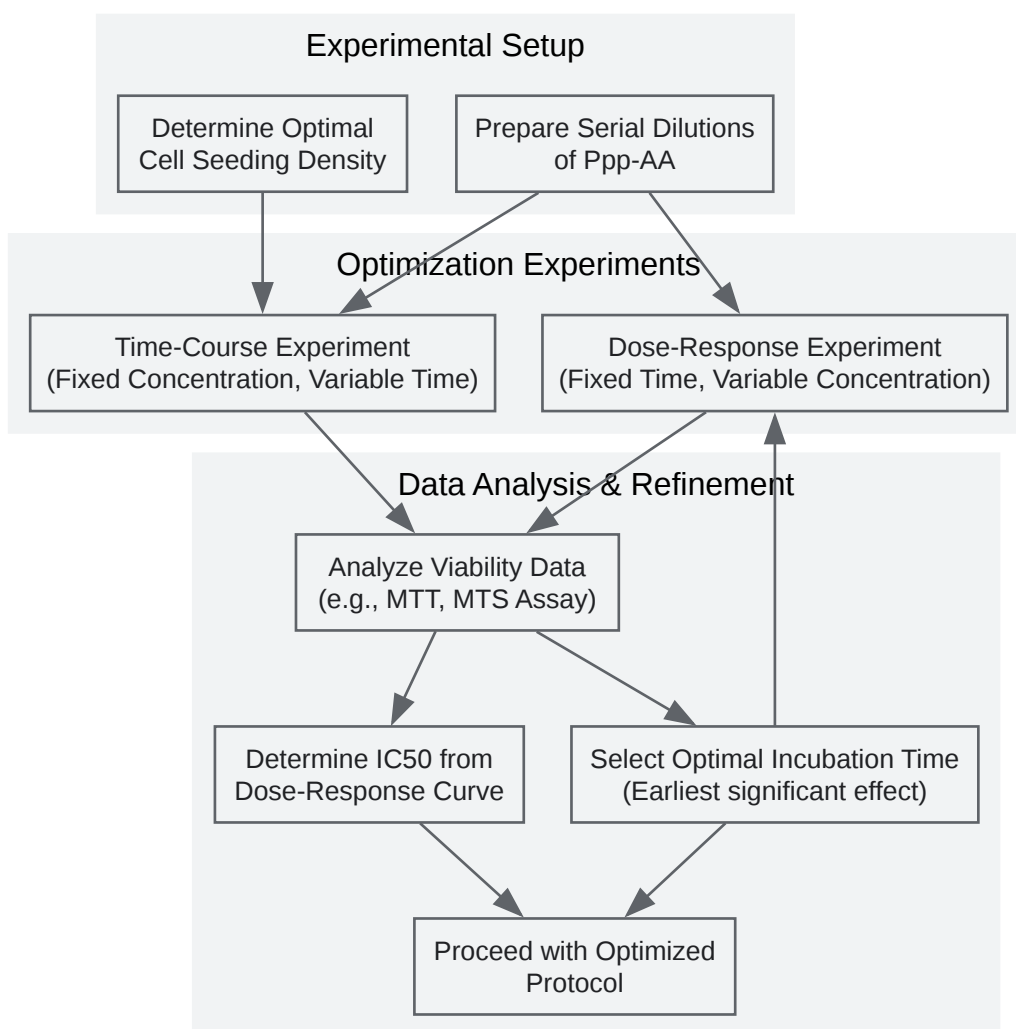 Experimental Setup
Determine Optimal
Cell Seeding Density
Prepare Serial Dilutions
of Ppp-AA
Optimization Experiments
Time-Course Experiment
(Fixed Concentration, Variable Time)
Dose-Response Experiment
(Fixed Time, Variable Concentration)
Data Analysis & Refinement
Analyze Viability Data
(e.g., MTT, MTS Assay)
Determine IC50 from
Dose-Response Curve
Select Optimal Incubation Time
(Earliest significant effect)
Proceed with Optimized
Protocol